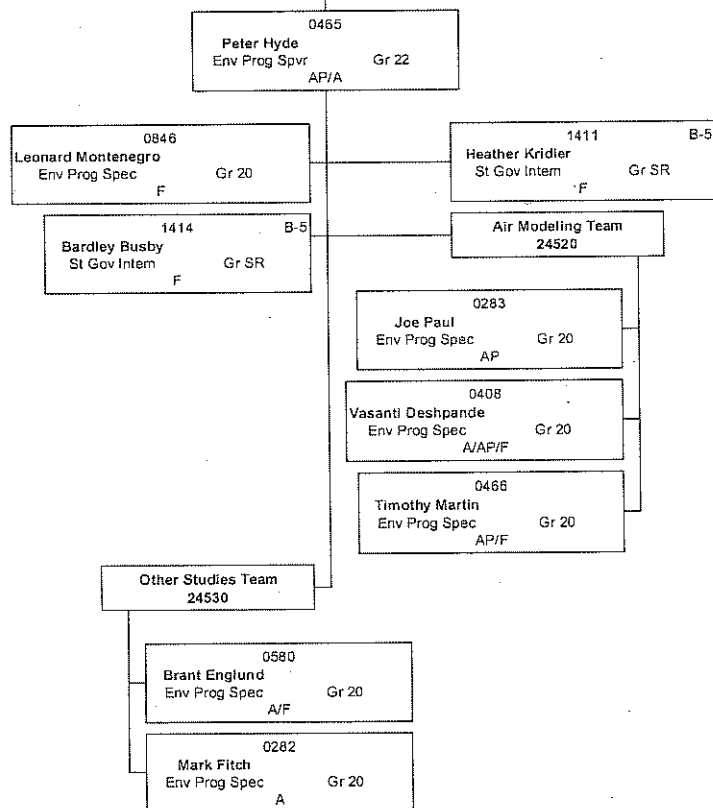 0465
Peter Hyde
Env Prog Spvr Gr 22
AP/A
0846
Leonard Montenegro
Env Prog Spec Gr 20
F
1411 B-5
Heather Kridler
St Gov Intern Gr SR
F
1414 B-5
Bardley Busby
St Gov Intern Gr SR
F
Air Modeling Team
24520
0283
Joe Paul
Env Prog Spec Gr 20
AP
0408
Vasanti Deshpande
Env Prog Spec Gr 20
A/AP/F
0466
Timothy Martin
Env Prog Spec Gr 20
AP/F
Other Studies Team
24530
0580
Brant Englund
Env Prog Spec Gr 20
A/F
0282
Mark Fitch
Env Prog Spec Gr 20
A